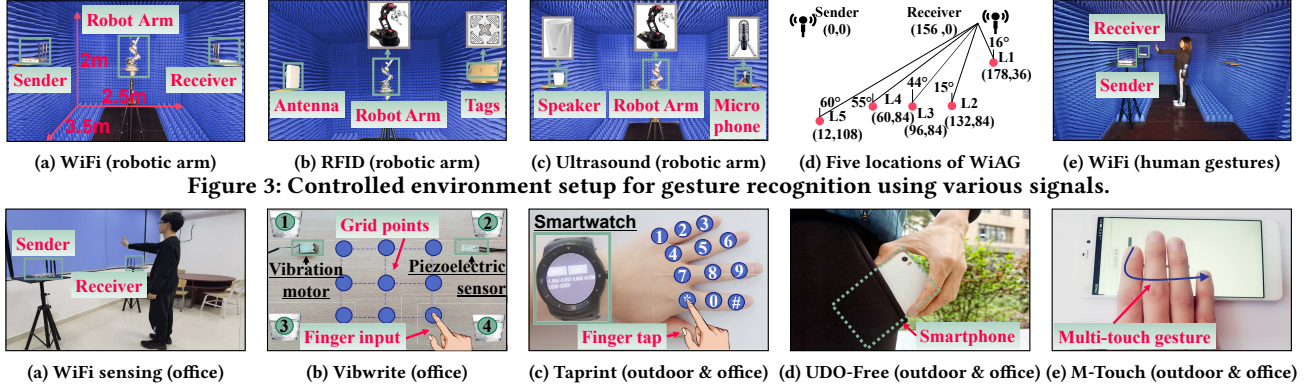 Robot Arm
Sender
Receiver
2m
2.5m
3.5m
(a) WiFi (robotic arm)
Antenna
Robot Arm
Tags
(b) RFID (robotic arm)
Speaker
Robot Arm
Micro
phone
(c) Ultrasound (robotic arm)
Sender
(0,0)
Receiver
(156 ,0)
16°
L1
(178,36)
60°
L5
(12,108)
55°
L4
(60,84)
44°
L3
(96,84)
15°
L2
(132,84)
(d) Five locations of WiAG
Receiver
Sender
(e) WiFi (human gestures)
Figure 3: Controlled environment setup for gesture recognition using various signals.
Sender
Receiver
(a) WiFi sensing (office)
1
Grid points
2
Vibration
motor
Piezoelectric
sensor
3
Finger input
4
(b) Vibwrite (office)
Smartwatch
1 2 3
4 5 6
7 8 9
* 0 #
Finger tap
(c) Taprint (outdoor & office)
Smartphone
(d) UDO-Free (outdoor & office)
Multi-touch gesture
(e) M-Touch (outdoor & office)